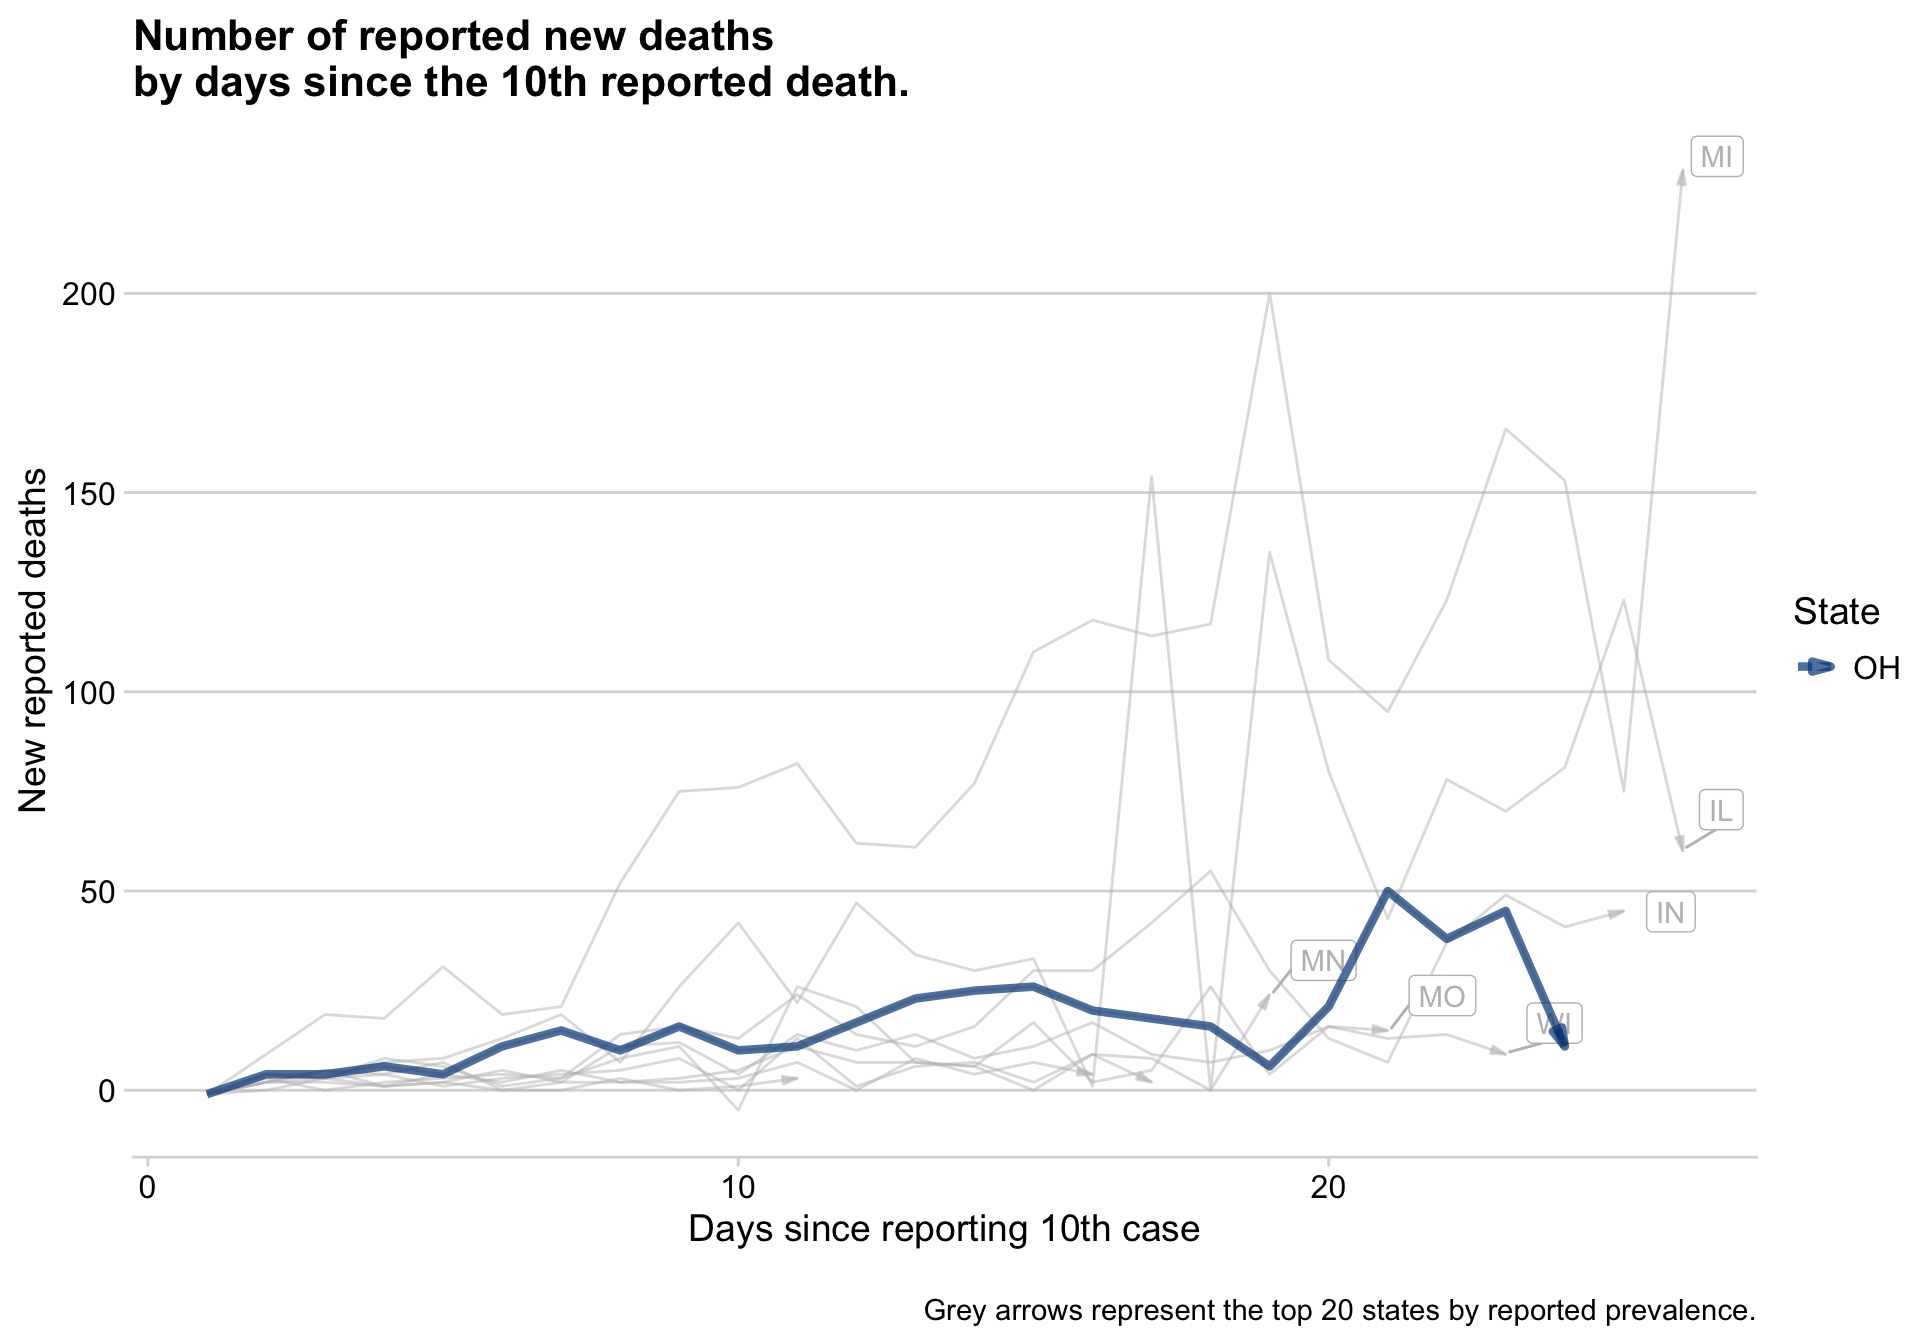 Number of reported new deaths
by days since the 10th reported death.
MI
200
150
New reported deaths
100
50
0
IL
IN
MN
MO
WI
State
OH
0
10
20
Days since reporting 10th case
Grey arrows represent the top 20 states by reported prevalence.